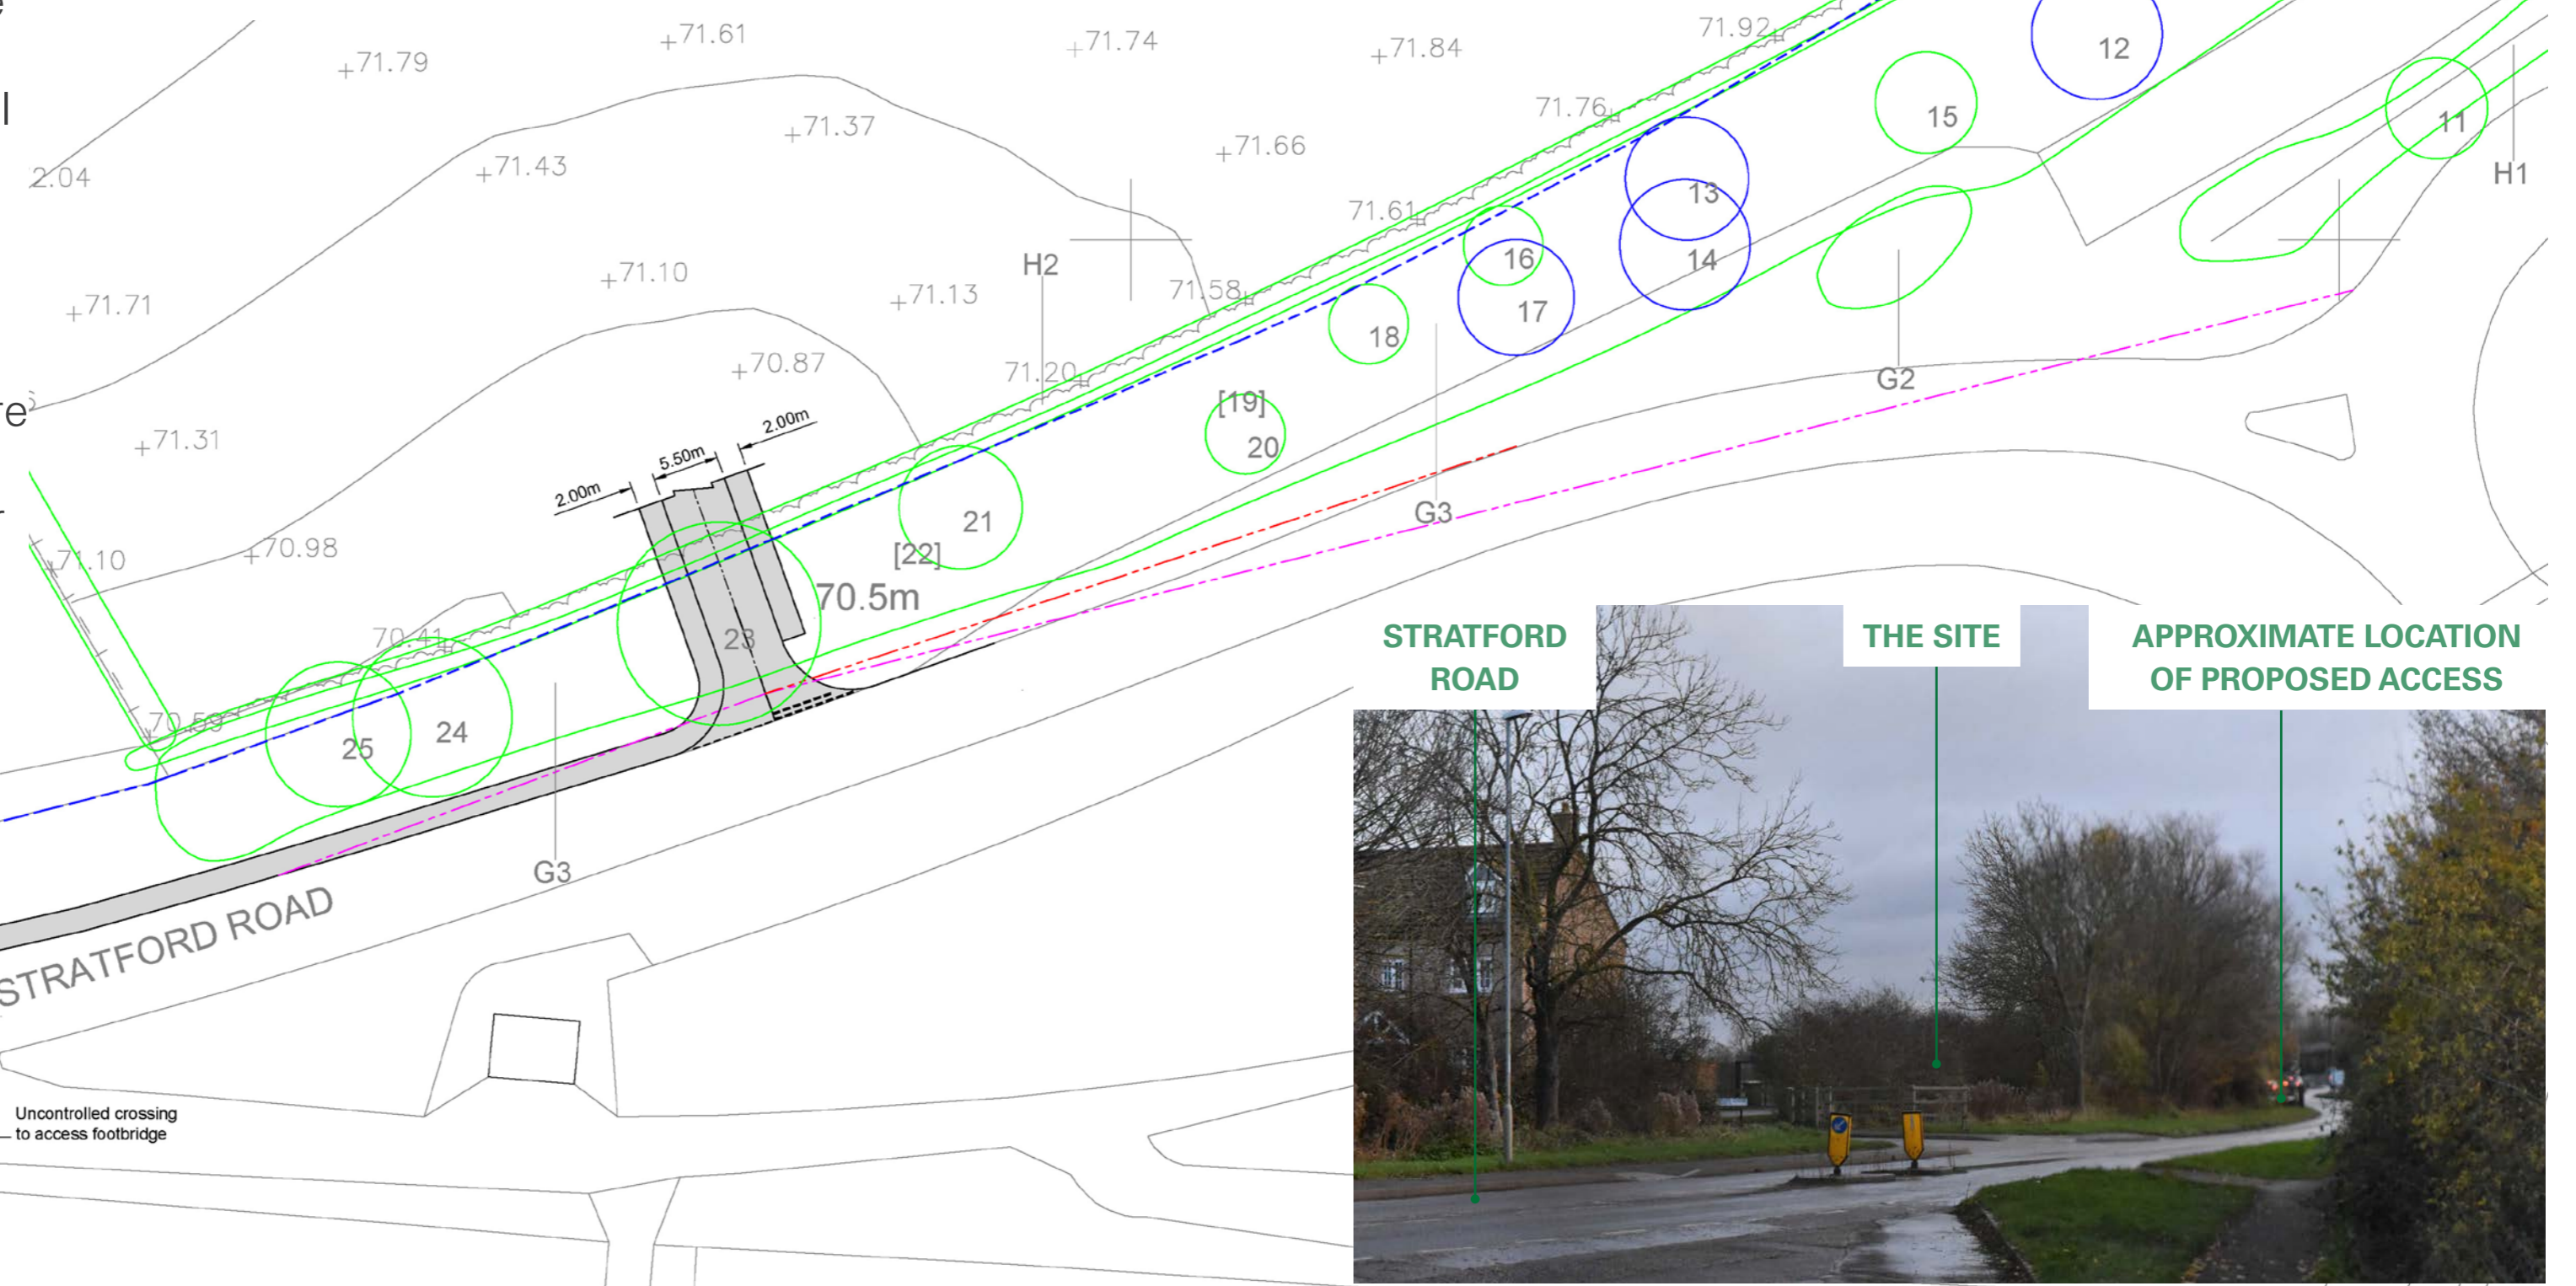 +71.61
+71.74
71.92
+71.84
12
+71.79
71.76
15
11
+71.37
+71.66
+71.43
H1
2.04
13
71.61
14
16
H2
+71.10
71.58
+71.13
17
+71.71
18
71.20
+70.87
G2
re
[19]
20
2.00m
5.50m
2.00m
+71.31
G3
21
[22]
+70.98
+71.10
70.5m
23
70.41
70.59
24
25
G3
STRATFORD ROAD
Uncontrolled crossing
to access footbridge
STRATFORD
ROAD
THE SITE
APPROXIMATE LOCATION
OF PROPOSED ACCESS